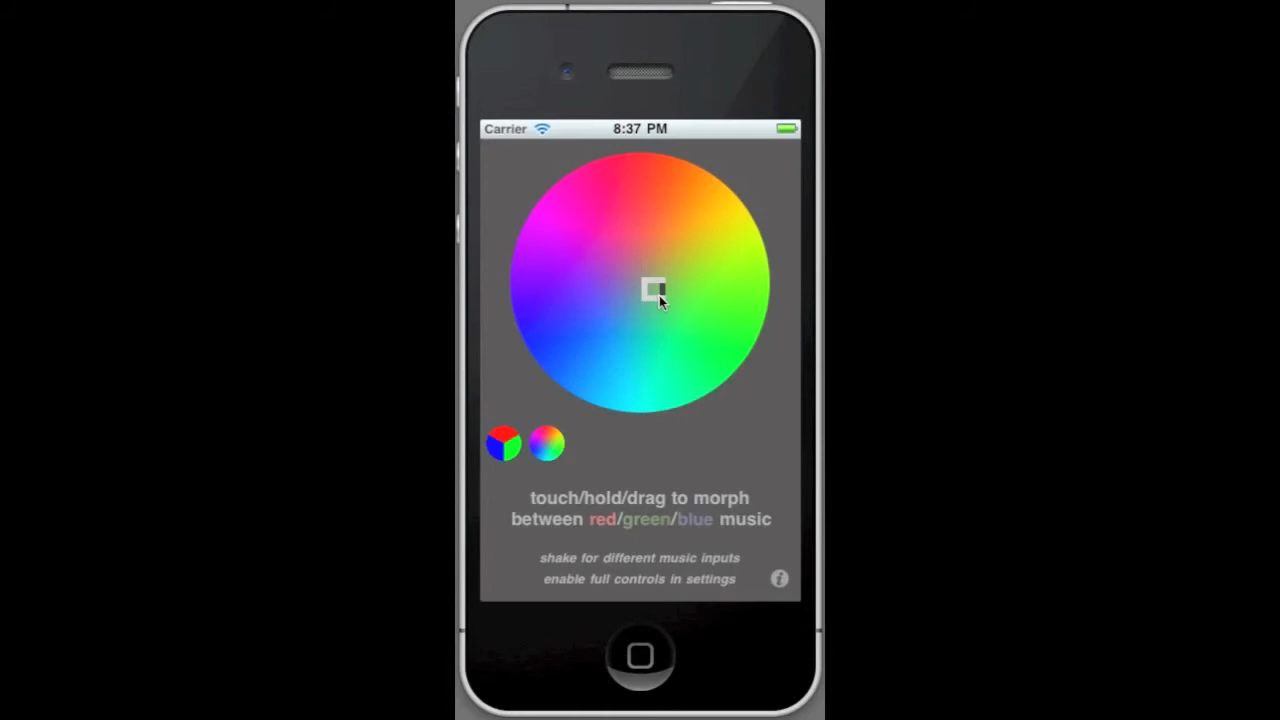 Carrier 8:37 PM
touch/hold/drag to morph
between red/green/blue music
shake for different music inputs
enable full controls in settings
i